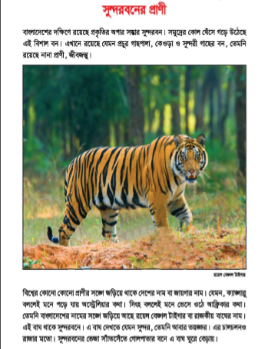 সুন্দরবনের প্রাণী
বাংলাদেশের দক্ষিণে রয়েছে প্রকৃতির অপার সম্ভার সুন্দরবন। সমুদ্রের কোল ঘেঁসে গড়ে উঠেছে
এই বিশাল বন। এখানে রয়েছে যেমন প্রচুর গাছপালা, কেওড়া ও সুন্দরী গাছের বন, তেমনি
রয়েছে নানা প্রাণী, জীবজন্তু।
রয়েল বেঙ্গল টাইগার
বিশ্বের কোনো কোনো প্রাণীর সঙ্গে জড়িয়ে থাকে দেশের নাম বা জায়গার নাম। যেমন, ক্যাঙ্গারু
বললেই মনে পড়ে যায় অস্ট্রেলিয়ার কথা। সিংহ বললেই মনে ভেসে ওঠে আফ্রিকার কথা।
তেমনি বাংলাদেশের নামের সঙ্গে জড়িয়ে আছে রয়েল বেঙ্গল টাইগার বা রাজকীয় বাঘের নাম।
এই বাঘ থাকে সুন্দরবনে। এ বাঘ দেখতে যেমন সুন্দর, তেমনি আবার ভয়ঙ্কর। এর চালচলনও
রাজার মতো। সুন্দরবনের ভেজা স্যাঁতসেঁতে গোলপাতার বনে এ বাঘ ঘুরে বেড়ায়।